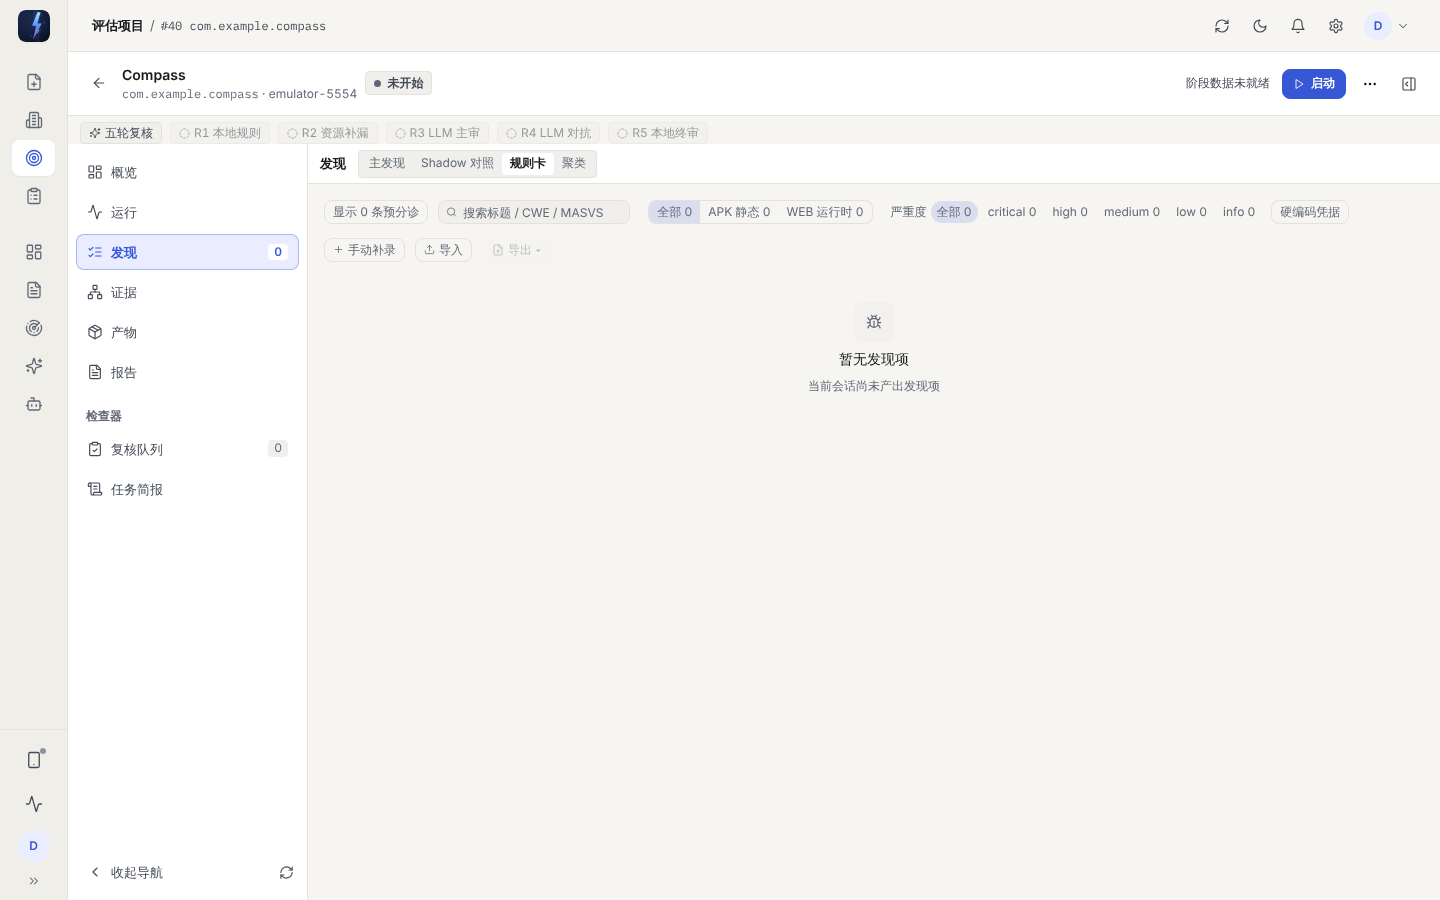 评估项目 / #40 com.example.compass
D
Compass
com.example.compass · emulator-5554
未开始
阶段数据未就绪
启动
五轮复核
R1 本地规则
R2 资源补漏
R3 LLM 主审
R4 LLM 对抗
R5 本地终审
概览
运行
发现 0
证据
产物
报告
检查器
复核队列 0
任务简报
收起导航
D
发现
主发现
Shadow 对照
规则卡
聚类
显示 0 条预分诊
搜索标题 / CWE / MASVS
全部 0
APK 静态 0
WEB 运行时 0
严重度
全部 0
critical 0
high 0
medium 0
low 0
info 0
硬编码凭据
手动补录
导入
导出
暂无发现项
当前会话尚未产出发现项